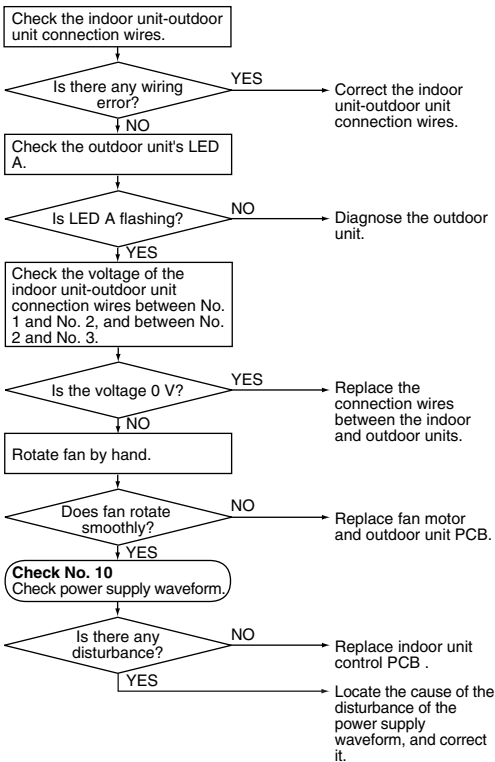 Check the indoor unit-outdoor
unit connection wires.
Is there any wiring
error?
YES
Correct the indoor
unit-outdoor unit
connection wires.
NO
Check the outdoor unit's LED
A.
Is LED A flashing?
NO
Diagnose the outdoor
unit.
YES
Check the voltage of the
indoor unit-outdoor unit
connection wires between No.
1 and No. 2, and between No.
2 and No. 3.
Is the voltage 0 V?
YES
Replace the
connection wires
between the indoor
and outdoor units.
NO
Rotate fan by hand.
Does fan rotate
smoothly?
NO
Replace fan motor
and outdoor unit PCB.
YES
Check No. 10
Check power supply waveform.
Is there any
disturbance?
NO
Replace indoor unit
control PCB .
YES
Locate the cause of the
disturbance of the
power supply
waveform, and correct
it.